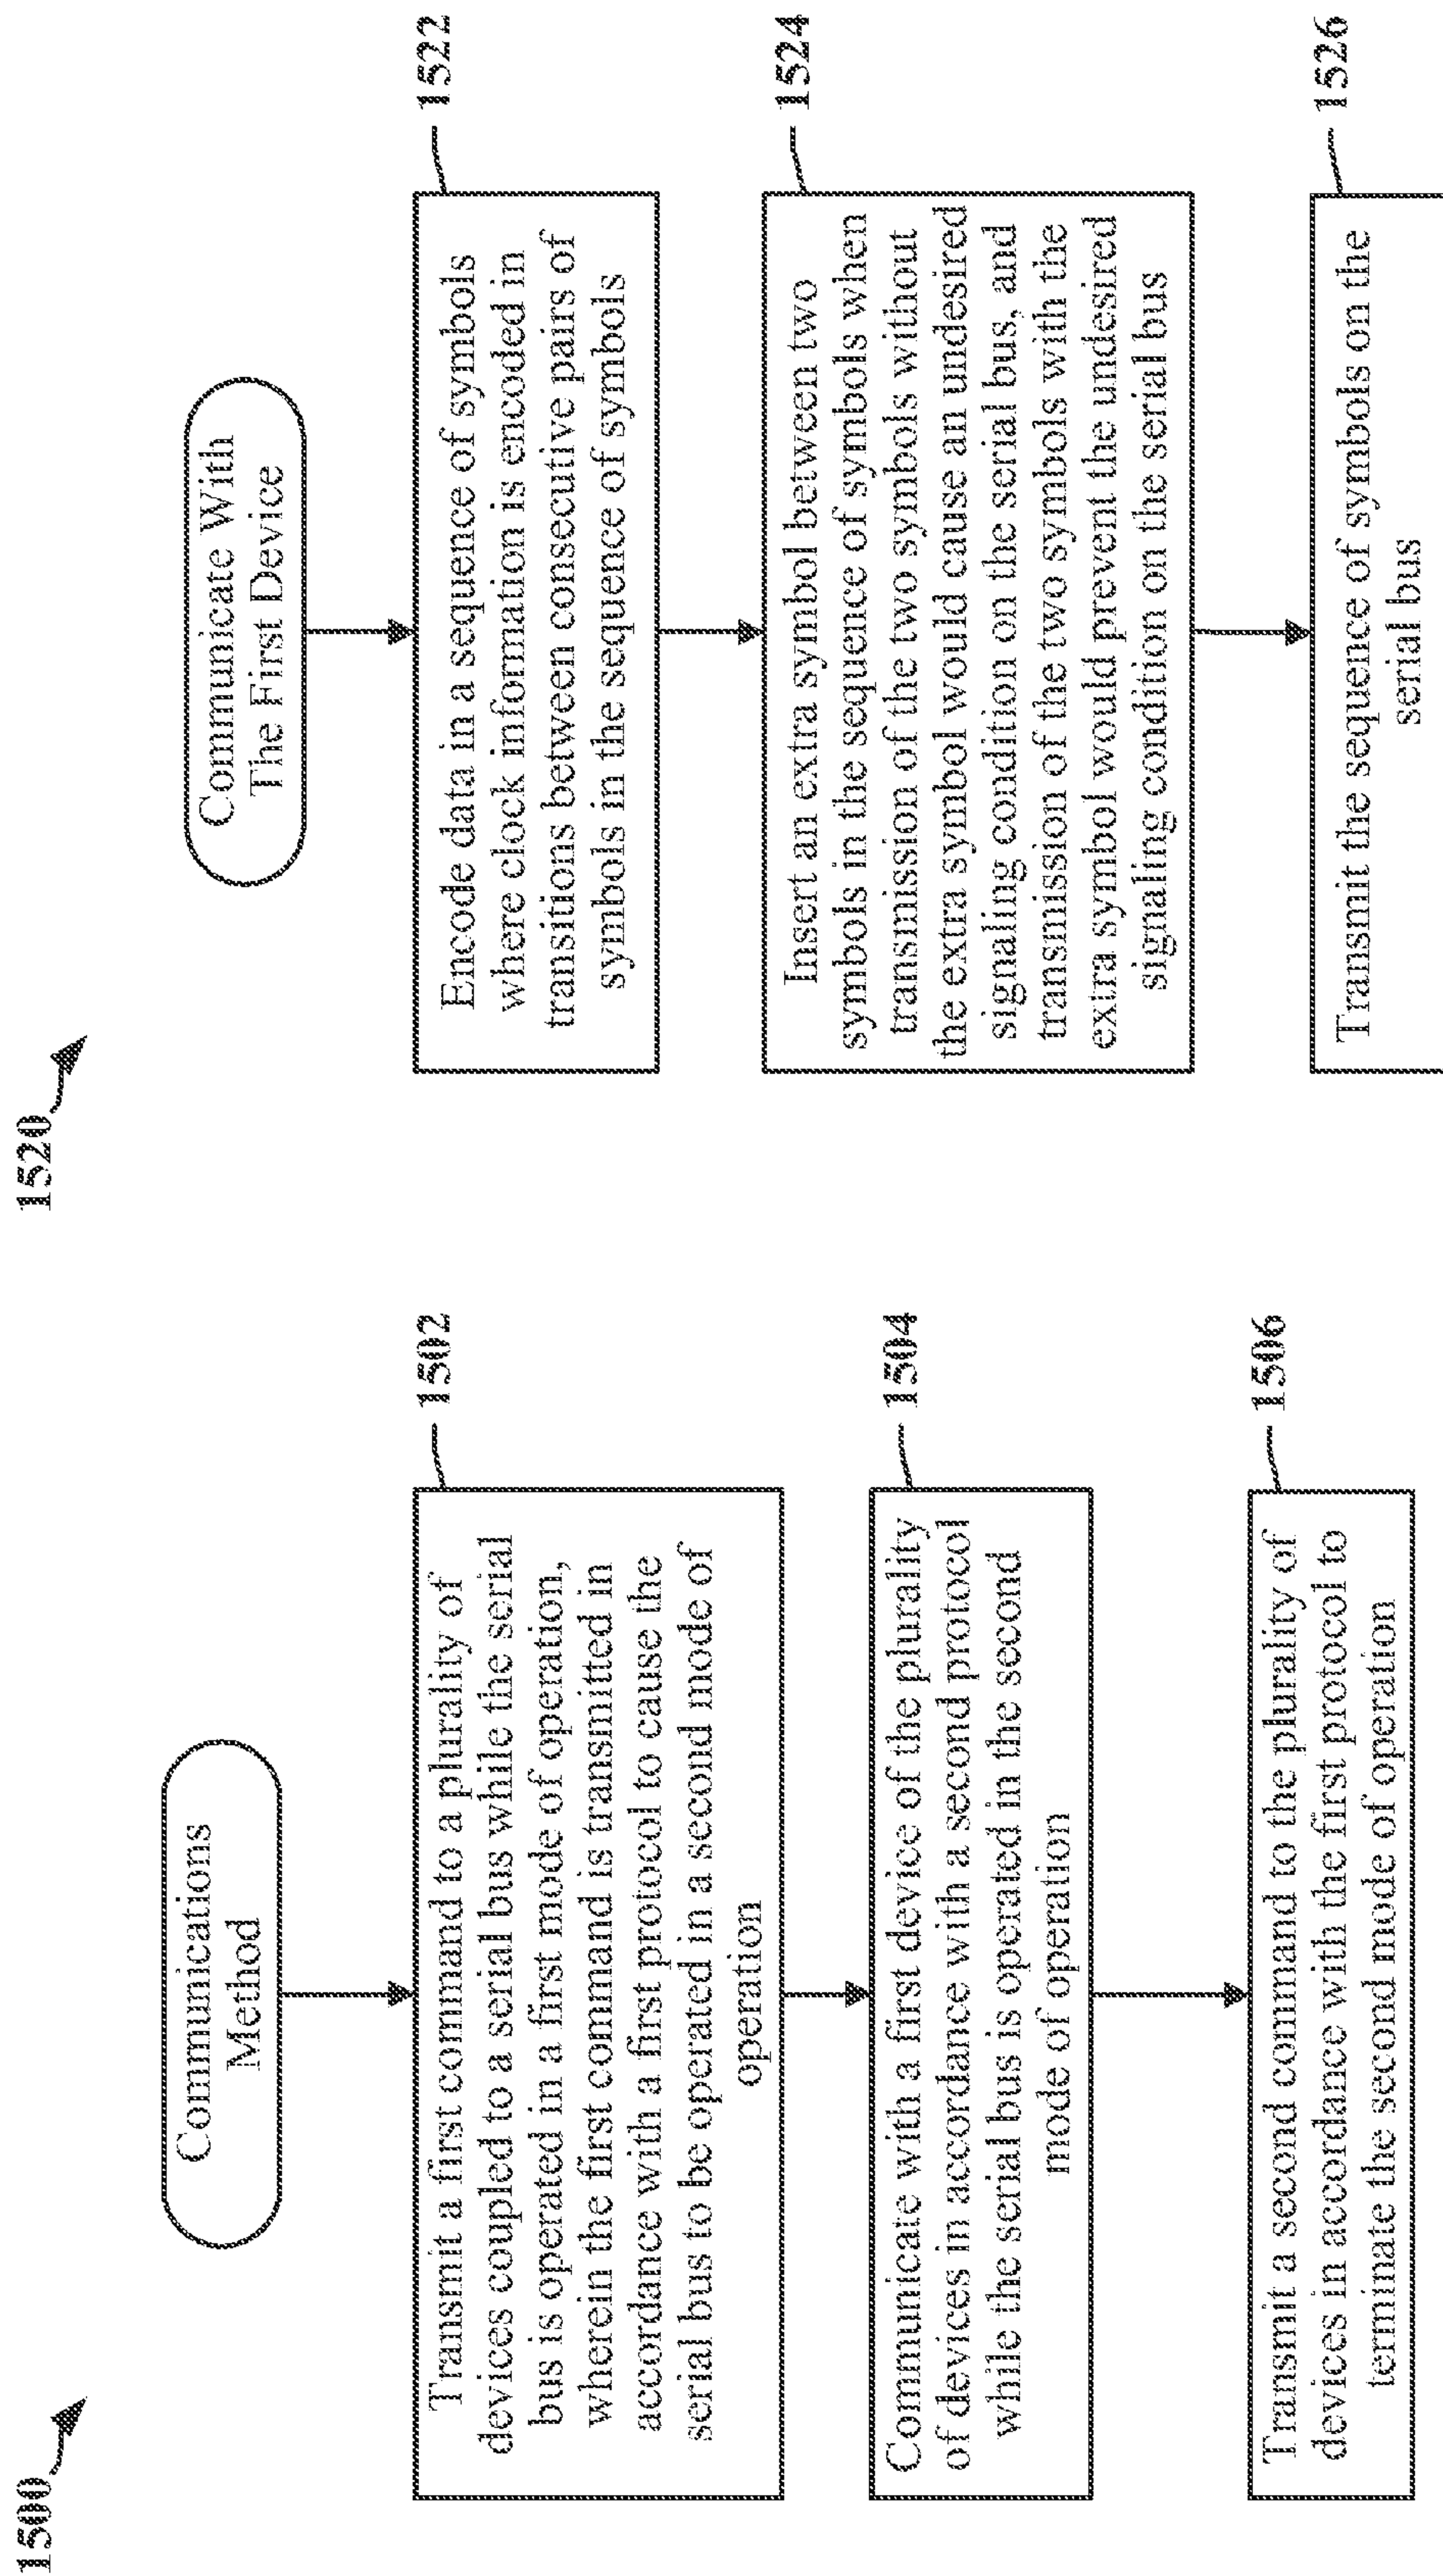 1500
Communications
Method
1502
Transmit a first command to a plurality of
devices coupled to a serial bus while the serial
bus is operated in a first mode of operation,
wherein the first command is transmitted in
accordance with a first protocol to cause the
serial bus to be operated in a second mode of
operation
1504
Communicate with a first device of the plurality
of devices in accordance with a second protocol
while the serial bus is operated in the second
mode of operation
1506
Transmit a second command to the plurality of
devices in accordance with the first protocol to
terminate the second mode of operation
1520
Communicate With
The First Device
1522
Encode data in a sequence of symbols
where clock information is encoded in
transitions between consecutive pairs of
symbols in the sequence of symbols
1524
Insert an extra symbol between two
symbols in the sequence of symbols when
transmission of the two symbols without
the extra symbol would cause an undesired
signaling condition on the serial bus, and
transmission of the two symbols with the
extra symbol would prevent the undesired
signaling condition on the serial bus
1526
Transmit the sequence of symbols on the
serial bus